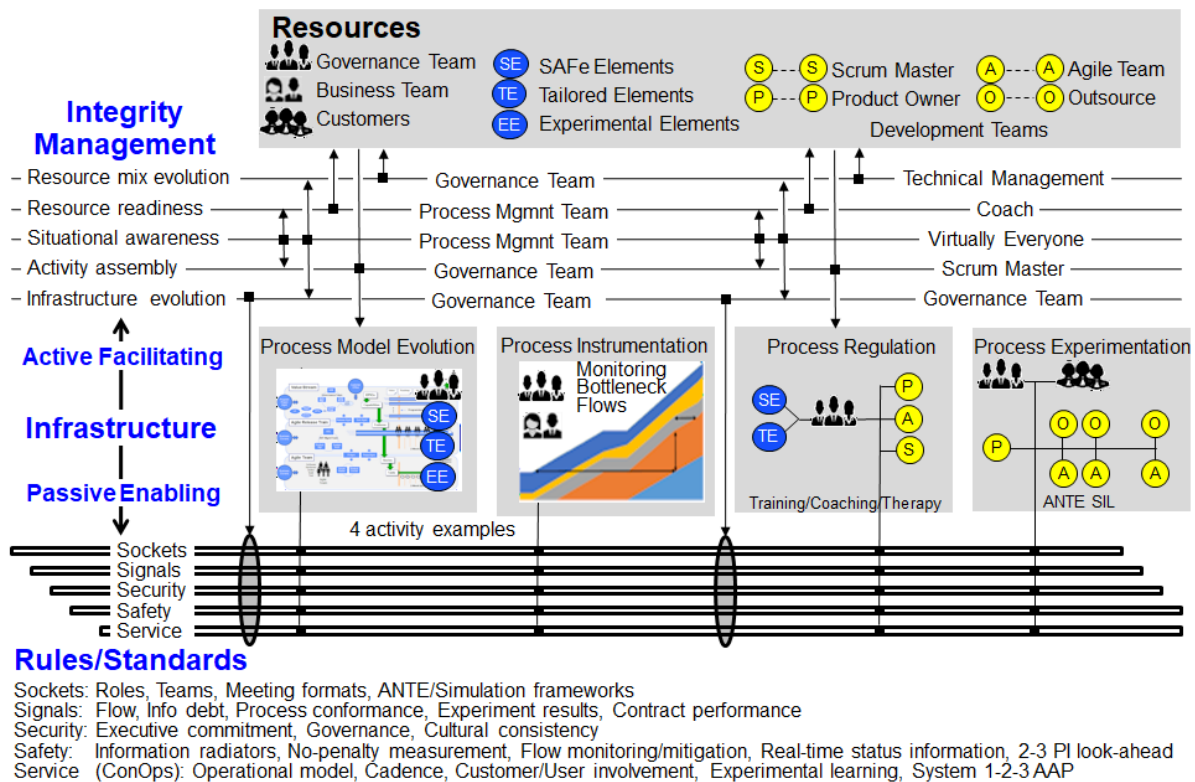 Resources
Governance Team
Business Team
Customers
SE SAFe Elements
TE Tailored Elements
EE Experimental Elements
S S Scrum Master
P P Product Owner
A A Agile Team
O O Outsource
Development Teams
Integrity
Management
Resource mix evolution Governance Team Technical Management
Resource readiness Process Mgmnt Team Coach
Situational awareness Process Mgmnt Team Virtually Everyone
Activity assembly Governance Team Scrum Master
Infrastructure evolution Governance Team Governance Team
Active Facilitating
Infrastructure
Passive Enabling
Process Model Evolution
SE
TE
EE
Process Instrumentation
Monitoring
Bottleneck
Flows
Process Regulation
SE
TE
P
A
S
Training/Coaching/Therapy
Process Experimentation
P
O O O
A A A
ANTE SIL
4 activity examples
Sockets
Signals
Security
Safety
Service
Rules/Standards
Sockets: Roles, Teams, Meeting formats, ANTE/Simulation frameworks
Signals: Flow, Info debt, Process conformance, Experiment results, Contract performance
Security: Executive commitment, Governance, Cultural consistency
Safety: Information radiators, No-penalty measurement, Flow monitoring/mitigation, Real-time status information, 2-3 PI look-ahead
Service (ConOps): Operational model, Cadence, Customer/User involvement, Experimental learning, System 1-2-3 AAP